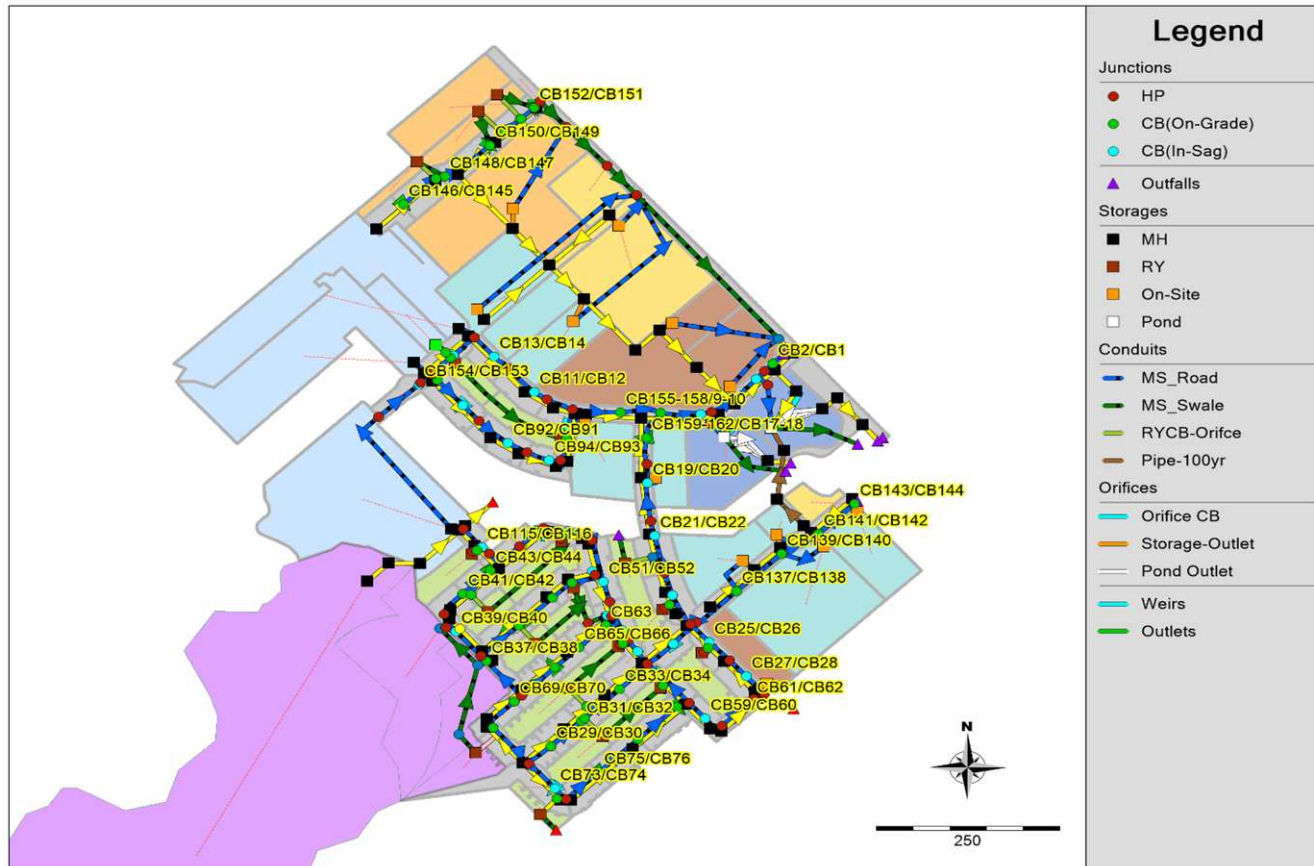 CB152/CB151
CB150/CB149
CB148/CB147
CB146/CB145
CB13/CB14
CB2/CB1
CB154/CB153
CB11/CB12
CB155-158/9-10
CB92/CB91
CB159-162/CB17-18
CB94/CB93
CB19/CB20
CB143/CB144
CB21/CB22
CB141/CB142
CB115/CB116
CB139/CB140
CB43/CB44
CB51/CB52
CB41/CB42
CB137/CB138
CB63
CB39/CB40
CB25/CB26
CB65/CB66
CB37/CB38
CB27/CB28
CB33/CB34
CB69/CB70
CB61/CB62
CB31/CB32
CB59/CB60
CB29/CB30
CB75/CB76
CB73/CB74
N
250
Legend
Junctions
HP
CB(On-Grade)
CB(In-Sag)
Outfalls
Storages
MH
RY
On-Site
Pond
Conduits
MS_Road
MS_Swale
RYCB-Orifce
Pipe-100yr
Orifices
Orifice CB
Storage-Outlet
Pond Outlet
Weirs
Outlets